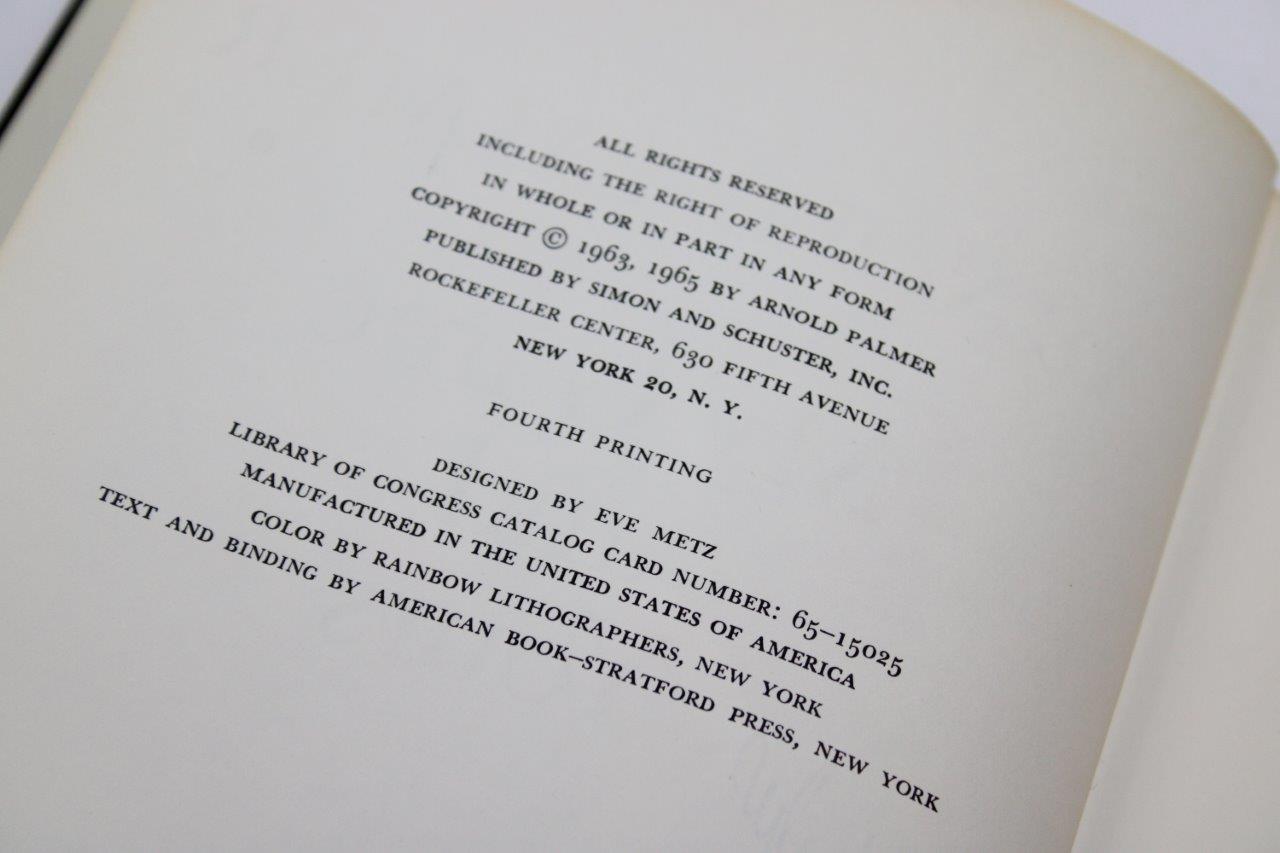 ALL RIGHTS RESERVED
INCLUDING THE RIGHT OF REPRODUCTION
IN WHOLE OR IN PART IN ANY FORM
COPYRIGHT © 1963, 1965 BY ARNOLD PALMER
PUBLISHED BY SIMON AND SCHUSTER, INC.
ROCKEFELLER CENTER, 630 FIFTH AVENUE
NEW YORK 20, N. Y.
FOURTH PRINTING
DESIGNED BY EVE METZ
LIBRARY OF CONGRESS CATALOG CARD NUMBER: 65–15025
MANUFACTURED IN THE UNITED STATES OF AMERICA
COLOR BY RAINBOW LITHOGRAPHERS, NEW YORK
TEXT AND BINDING BY AMERICAN BOOK–STRATFORD PRESS, NEW YORK